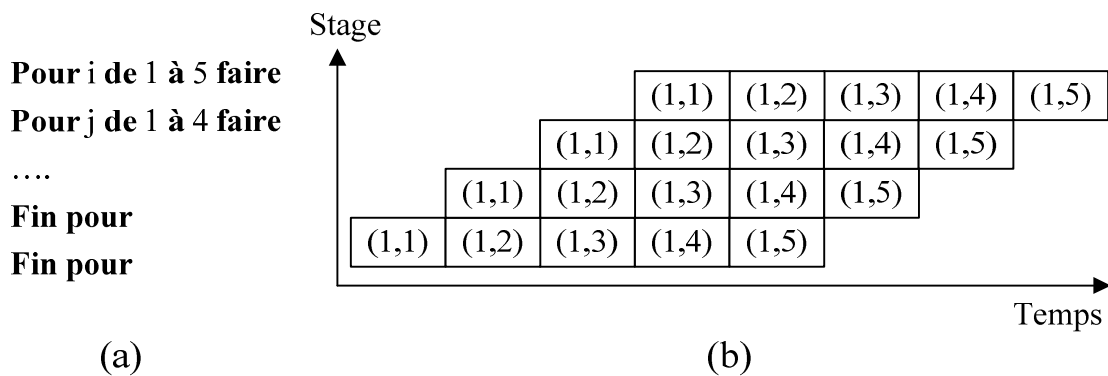 Pour i de 1 à 5 faire
Pour j de 1 à 4 faire
….
Fin pour
Fin pour
(a)
Stage
(1,1) (1,2) (1,3) (1,4) (1,5)
(1,1) (1,2) (1,3) (1,4) (1,5)
(1,1) (1,2) (1,3) (1,4) (1,5)
(1,1) (1,2) (1,3) (1,4) (1,5)
Temps
(b)